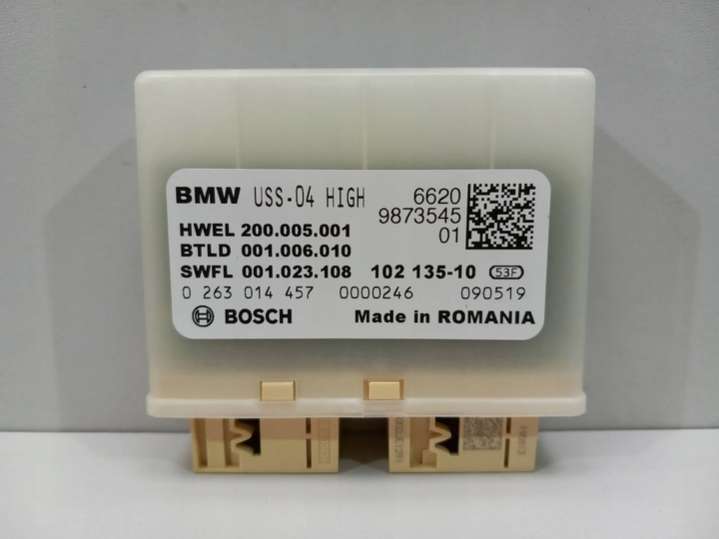 BMW USS-04 HIGH 6620
9873545
HWEL 200.005.001 01
BTLD 001.006.010
SWFL 001.023.108 102 135-10 53F
0 263 014 457 0000246 090519
BOSCH Made in ROMANIA